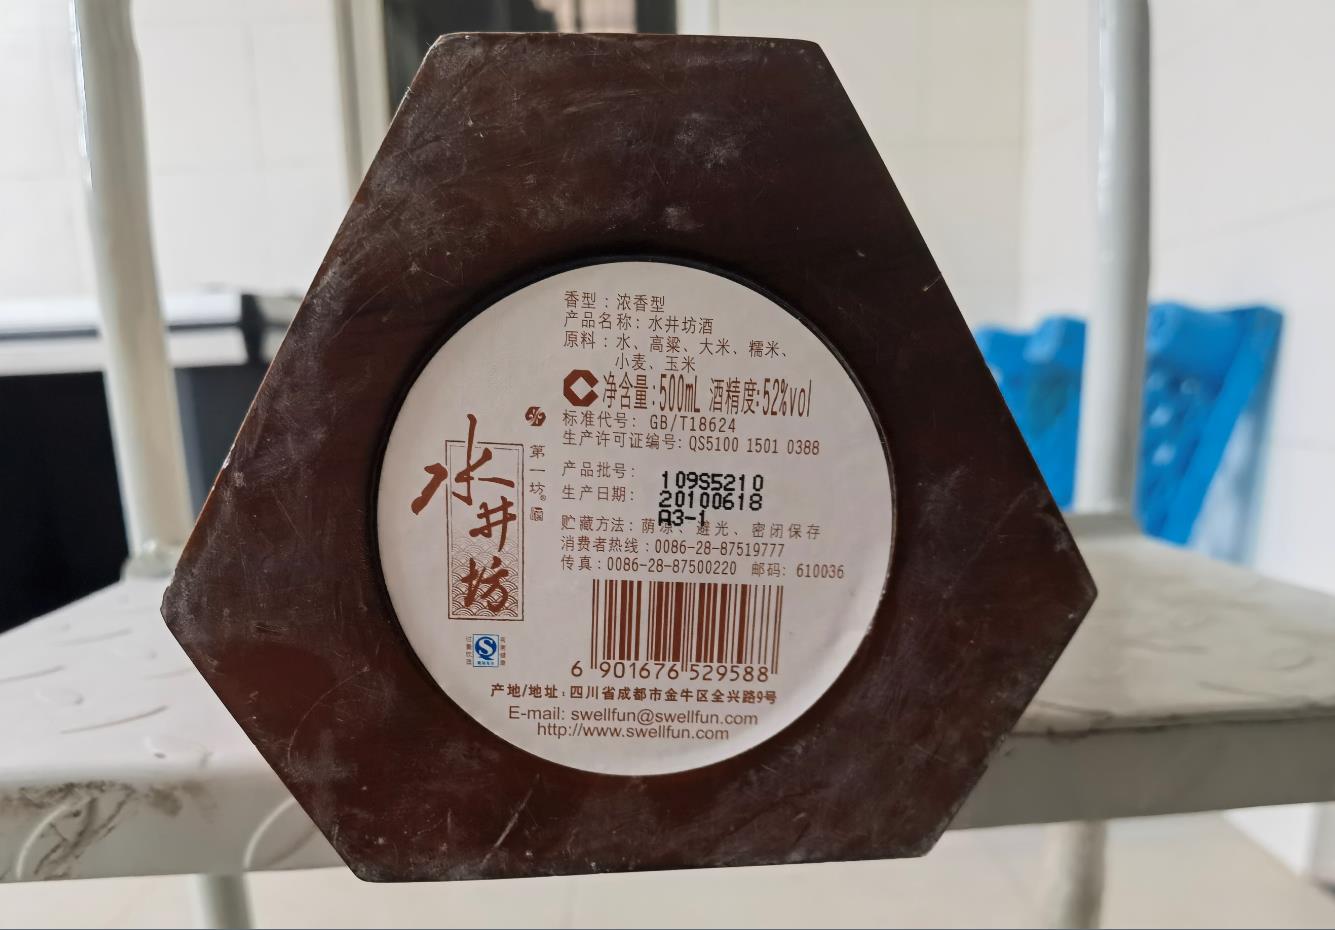 香型：浓香型
产品名称：水井坊酒
原料：水、高粱、大米、糯米、
小麦、玉米
净含量:500mL 酒精度:52%vol
标准代号：GB/T18624
生产许可证编号：QS5100 1501 0388
产品批号：109S5210
生产日期：20100618
A3-1
贮藏方法：荫凉、避光、密闭保存
消费者热线：0086-28-87519777
传真：0086-28-87500220 邮码：610036
水井坊
第一坊
6 901676 529588
产地/地址：四川省成都市金牛区全兴路9号
E-mail: swellfun@swellfun.com
http://www.swellfun.com